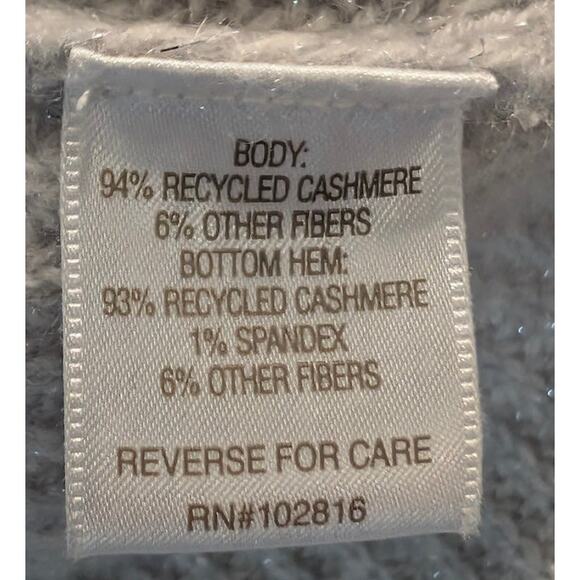 BODY:
94% RECYCLED CASHMERE
6% OTHER FIBERS
BOTTOM HEM:
93% RECYCLED CASHMERE
1% SPANDEX
6% OTHER FIBERS
REVERSE FOR CARE
RN#102816